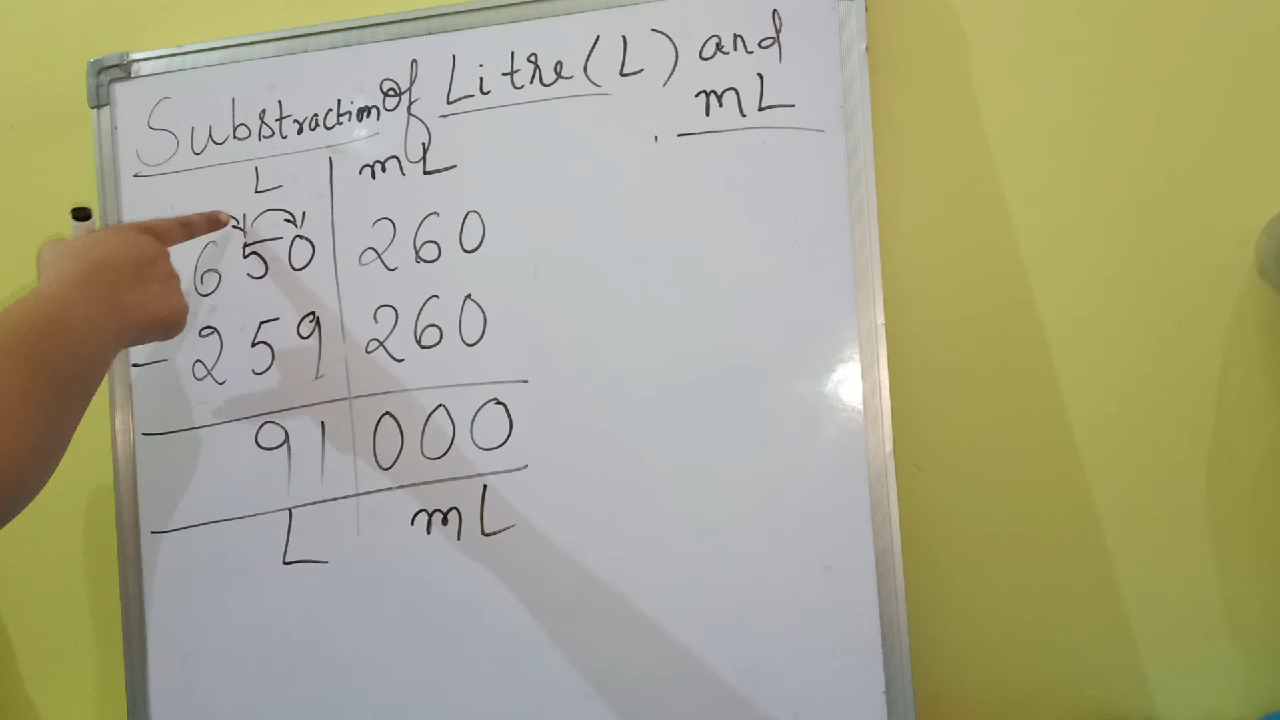 Substraction Of Litre (L) and
mL
L mL
650 260
- 259 260
91 000
L mL